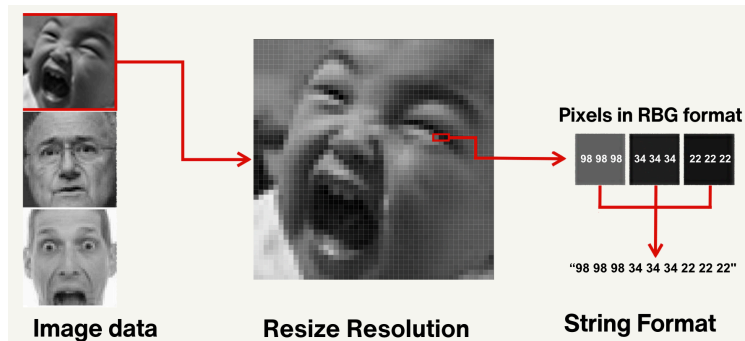 Pixels in RBG format
98 98 98 34 34 34 22 22 22
“98 98 98 34 34 34 22 22 22"
Image data
Resize Resolution
String Format